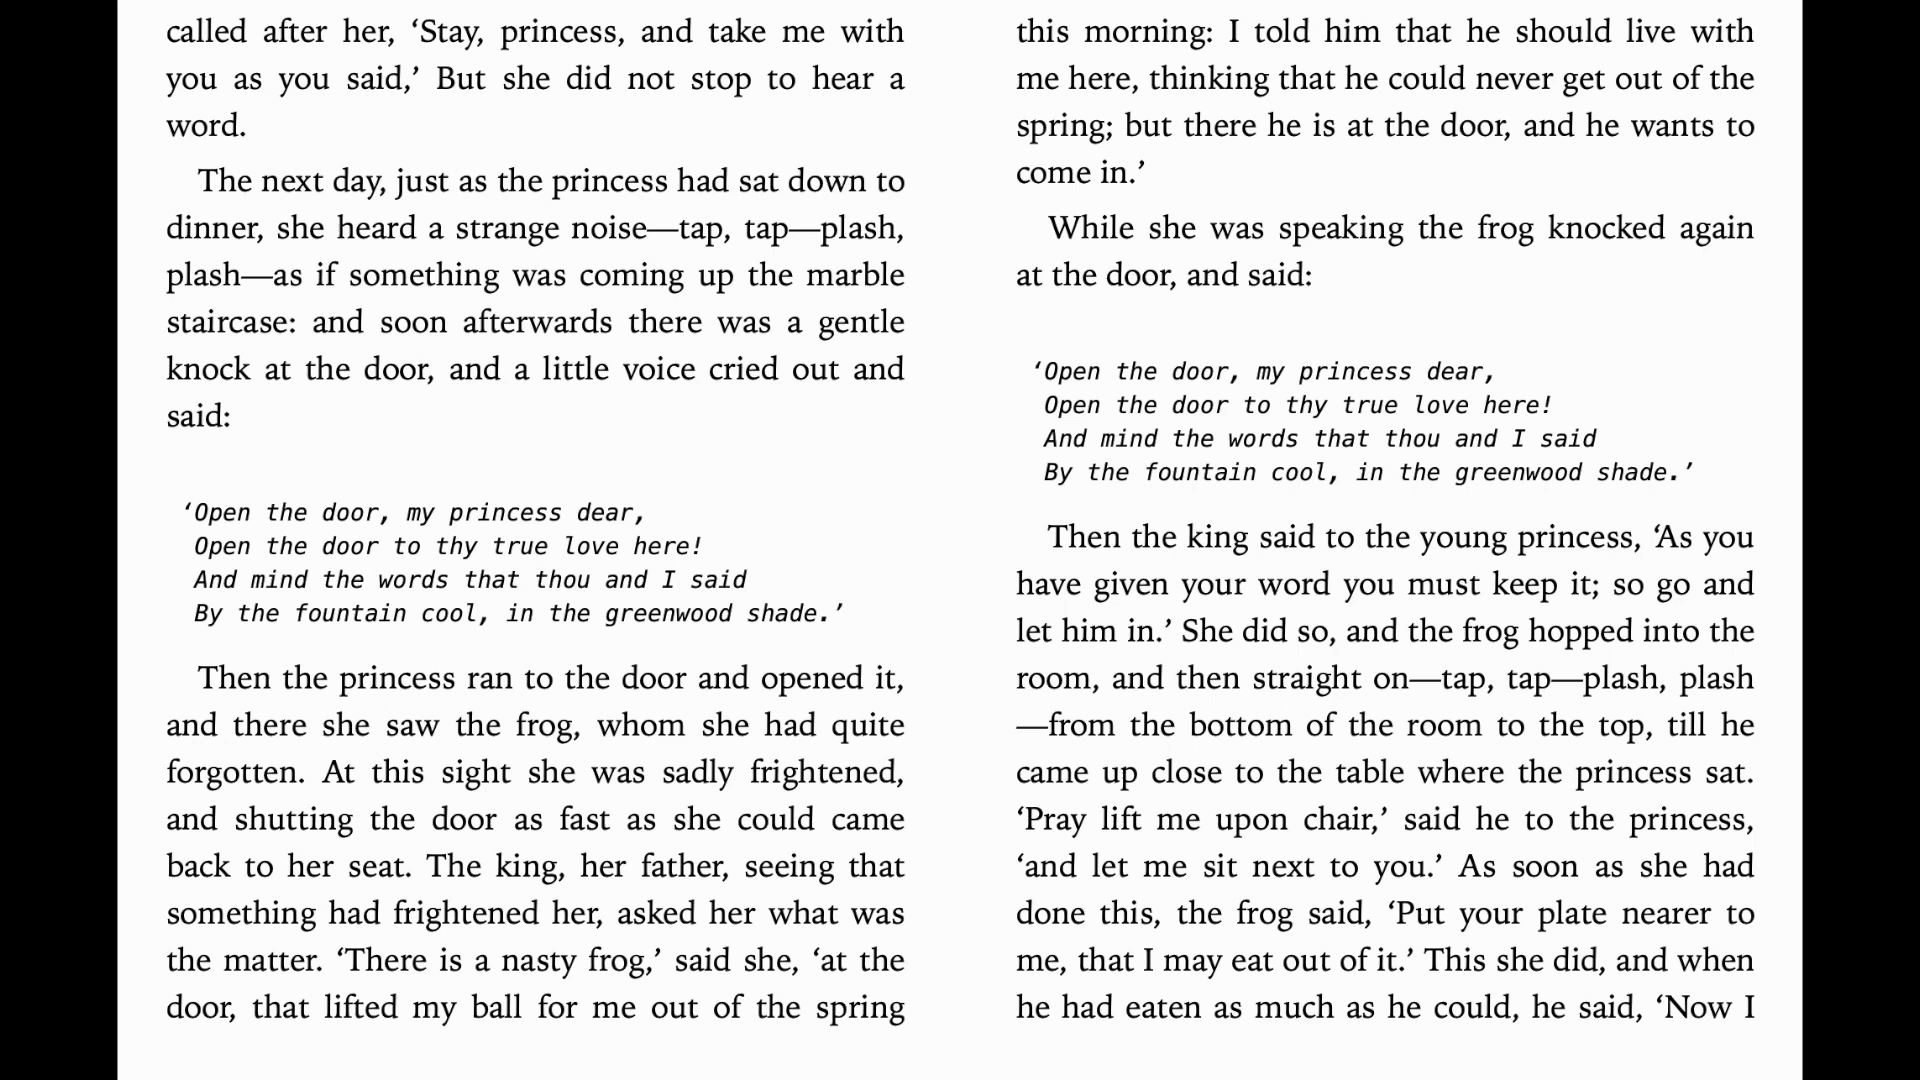 called after her, ‘Stay, princess, and take me with
you as you said,’ But she did not stop to hear a
word.
The next day, just as the princess had sat down to
dinner, she heard a strange noise—tap, tap—plash,
plash—as if something was coming up the marble
staircase: and soon afterwards there was a gentle
knock at the door, and a little voice cried out and
said:
‘Open the door, my princess dear,
Open the door to thy true love here!
And mind the words that thou and I said
By the fountain cool, in the greenwood shade.’
Then the princess ran to the door and opened it,
and there she saw the frog, whom she had quite
forgotten. At this sight she was sadly frightened,
and shutting the door as fast as she could came
back to her seat. The king, her father, seeing that
something had frightened her, asked her what was
the matter. ‘There is a nasty frog,’ said she, ‘at the
door, that lifted my ball for me out of the spring
this morning: I told him that he should live with
me here, thinking that he could never get out of the
spring; but there he is at the door, and he wants to
come in.’
While she was speaking the frog knocked again
at the door, and said:
‘Open the door, my princess dear,
Open the door to thy true love here!
And mind the words that thou and I said
By the fountain cool, in the greenwood shade.’
Then the king said to the young princess, ‘As you
have given your word you must keep it; so go and
let him in.’ She did so, and the frog hopped into the
room, and then straight on—tap, tap—plash, plash
—from the bottom of the room to the top, till he
came up close to the table where the princess sat.
‘Pray lift me upon chair,’ said he to the princess,
‘and let me sit next to you.’ As soon as she had
done this, the frog said, ‘Put your plate nearer to
me, that I may eat out of it.’ This she did, and when
he had eaten as much as he could, he said, ‘Now I